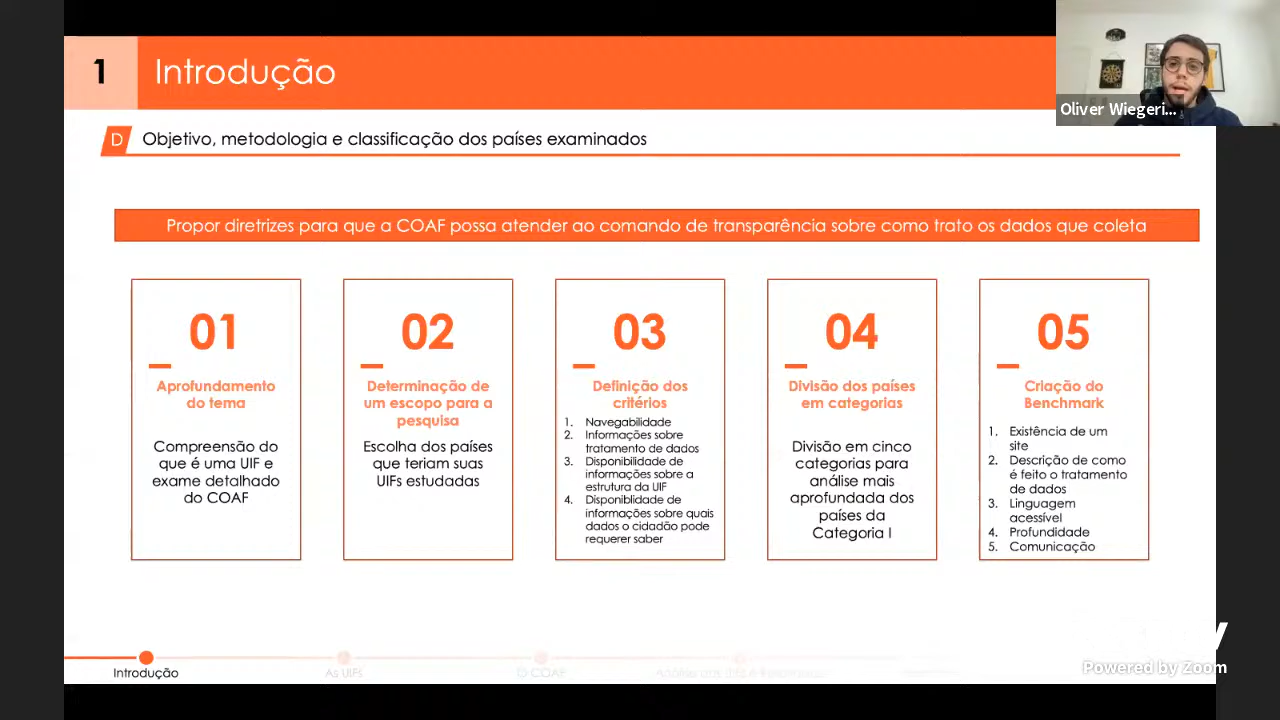 1
Introdução
Oliver Wiegeri...
D
Objetivo, metodologia e classificação dos países examinados
Propor diretrizes para que a COAF possa atender ao comando de transparência sobre como trato os dados que coleta
01
Aprofundamento
do tema
Compreensão do
que é uma UIF e
exame detalhado
do COAF
02
Determinação de
um escopo para a
pesquisa
Escolha dos países
que teriam suas
UIFs estudadas
03
Definição dos
critérios
1. Navegabilidade
2. Informações sobre
tratamento de dados
3. Disponibilidade de
informações sobre a
estrutura da UIF
4. Disponiblidade de
informações sobre quais
dados o cidadão pode
requerer saber
04
Divisão dos países
em categorias
Divisão em cinco
categorias para
análise mais
aprofundada dos
países da
Categoria I
05
Criação do
Benchmark
1. Existência de um
site
2. Descrição de como
é feito o tratamento
de dados
3. Linguagem
acessível
4. Profundidade
5. Comunicação
Powered by Zoom
Introdução
As UIFs
O COAF